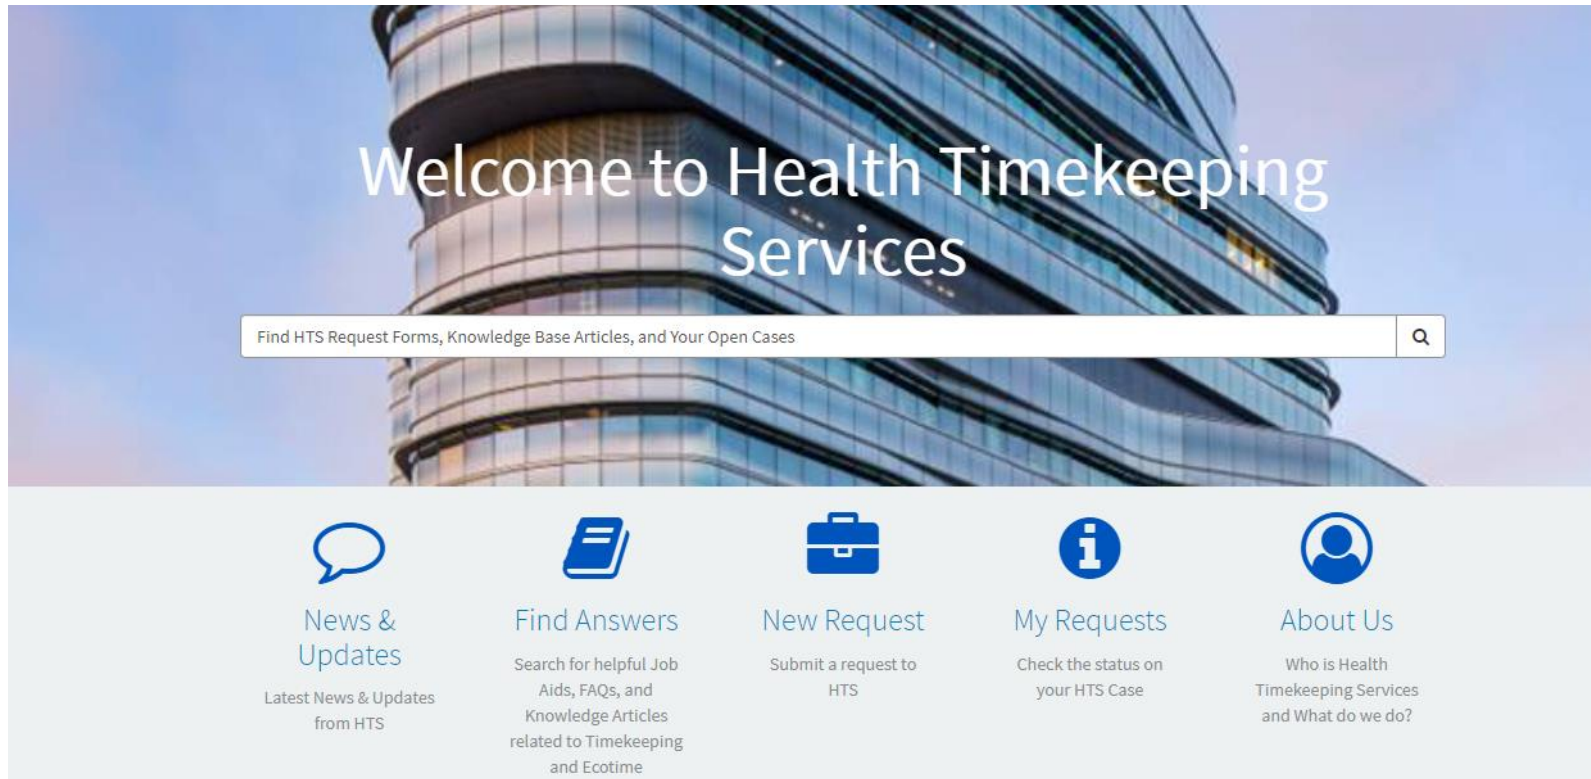 Welcome to Health Timekeeping
Services
Find HTS Request Forms, Knowledge Base Articles, and Your Open Cases
News &
Updates
Latest News & Updates
from HTS
Find Answers
Search for helpful Job
Aids, FAQs, and
Knowledge Articles
related to Timekeeping
and Ecotime
New Request
Submit a request to
HTS
My Requests
Check the status on
your HTS Case
About Us
Who is Health
Timekeeping Services
and What do we do?